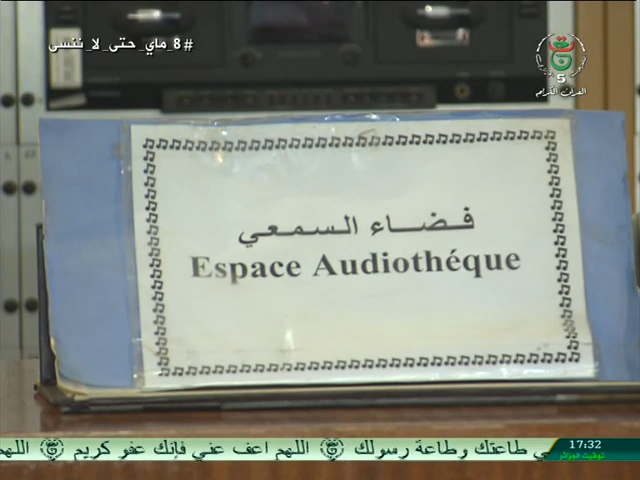 #8_ماي_حتى_لا_ننسى
5
القرآن الكريم
فضاء السمعي
Espace Audiothéque
ي طاعتك وطاعة رسولك اللهم اعف عني فإنك عفو كريم اللهم
17:32
توقيت الجزائر